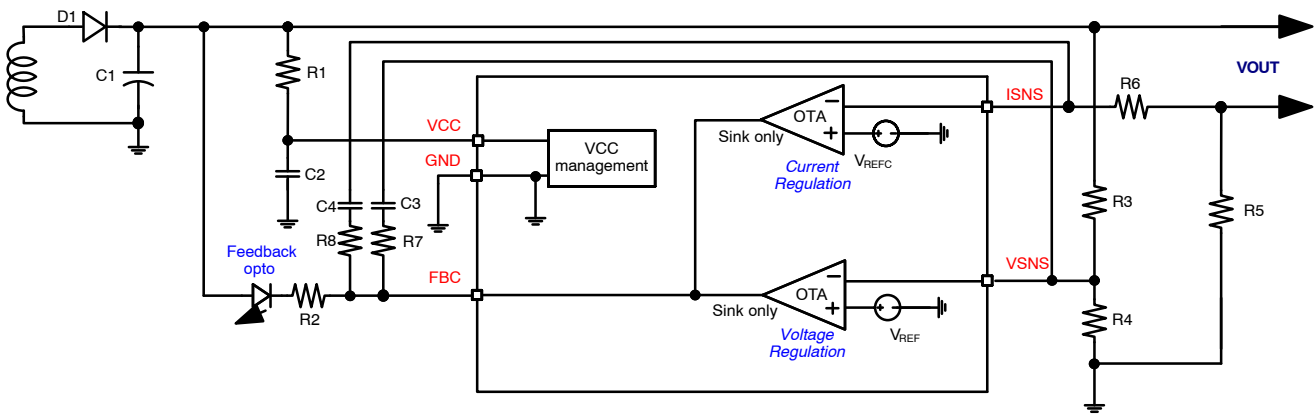 D1
C1
R1
VCC
GND
C2
C4
C3
R8
R7
Feedback
opto
R2
FBC
VCC
management
OTA
Sink only
Current
Regulation
VREFC
OTA
Sink only
Voltage
Regulation
VREF
ISNS
VSNS
R6
VOUT
R3
R5
R4